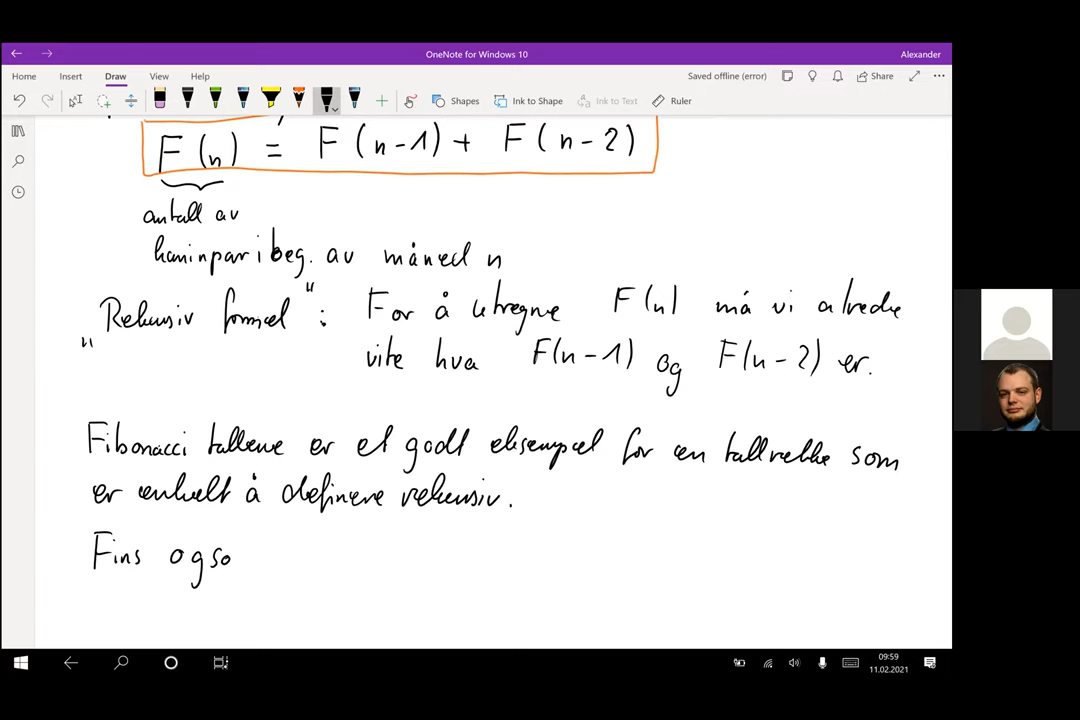 OneNote for Windows 10
Alexander
Home Insert Draw View Help
Saved offline (error)
Share
Shapes
Ink to Shape
Ink to Text
Ruler
F(n) = F(n-1) + F(n-2)
antall av
kaninpar i beg. av måned n
„Rekursiv formel“: For å utregne F(n) må vi alrede
vite hva F(n-1) og F(n-2) er.
Fibonacci tallene er et godt eksempel for en tallrekke som
er enkelt å definere rekursiv.
Fins også
09:59
11.02.2021